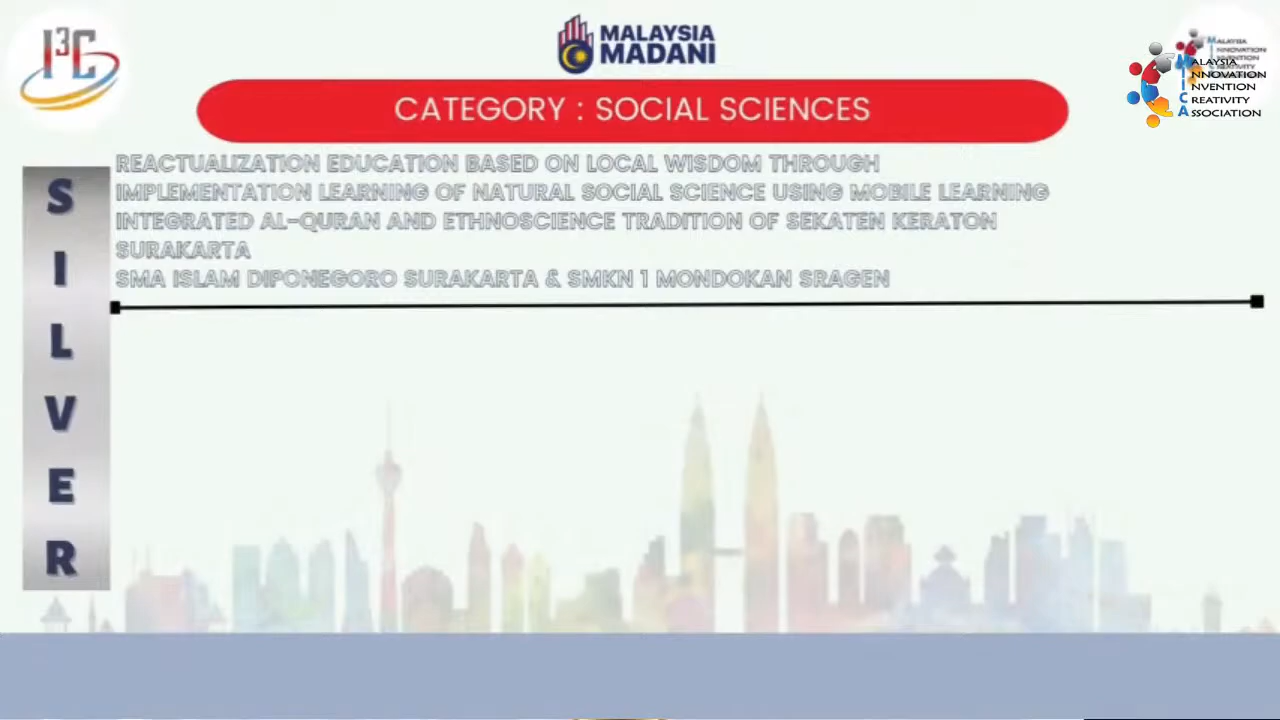 I³C
MALAYSIA
MADANI
MALAYSIA
INNOVATION
INVENTION
CREATIVITY
ASSOCIATION
CATEGORY : SOCIAL SCIENCES
REACTUALIZATION EDUCATION BASED ON LOCAL WISDOM THROUGH
IMPLEMENTATION LEARNING OF NATURAL SOCIAL SCIENCE USING MOBILE LEARNING
INTEGRATED AL-QURAN AND ETHNOSCIENCE TRADITION OF SEKATEN KERATON
SURAKARTA
SMA ISLAM DIPONEGORO SURAKARTA & SMKN 1 MONDOKAN SRAGEN
SILVER